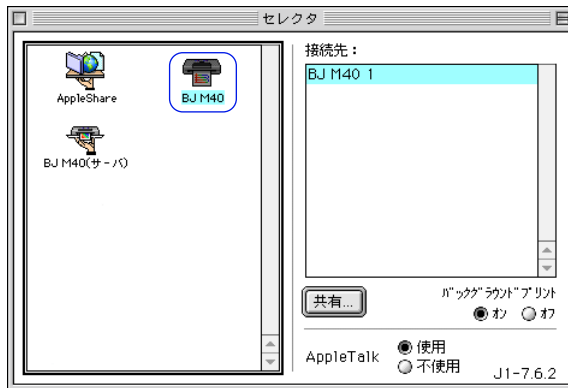 セレクタ
AppleShare
BJ M40
BJ M40(サーバ)
接続先：
BJ M40 1
共有...
バックグラウンドプリント
オン オフ
AppleTalk
使用
不使用
J1-7.6.2